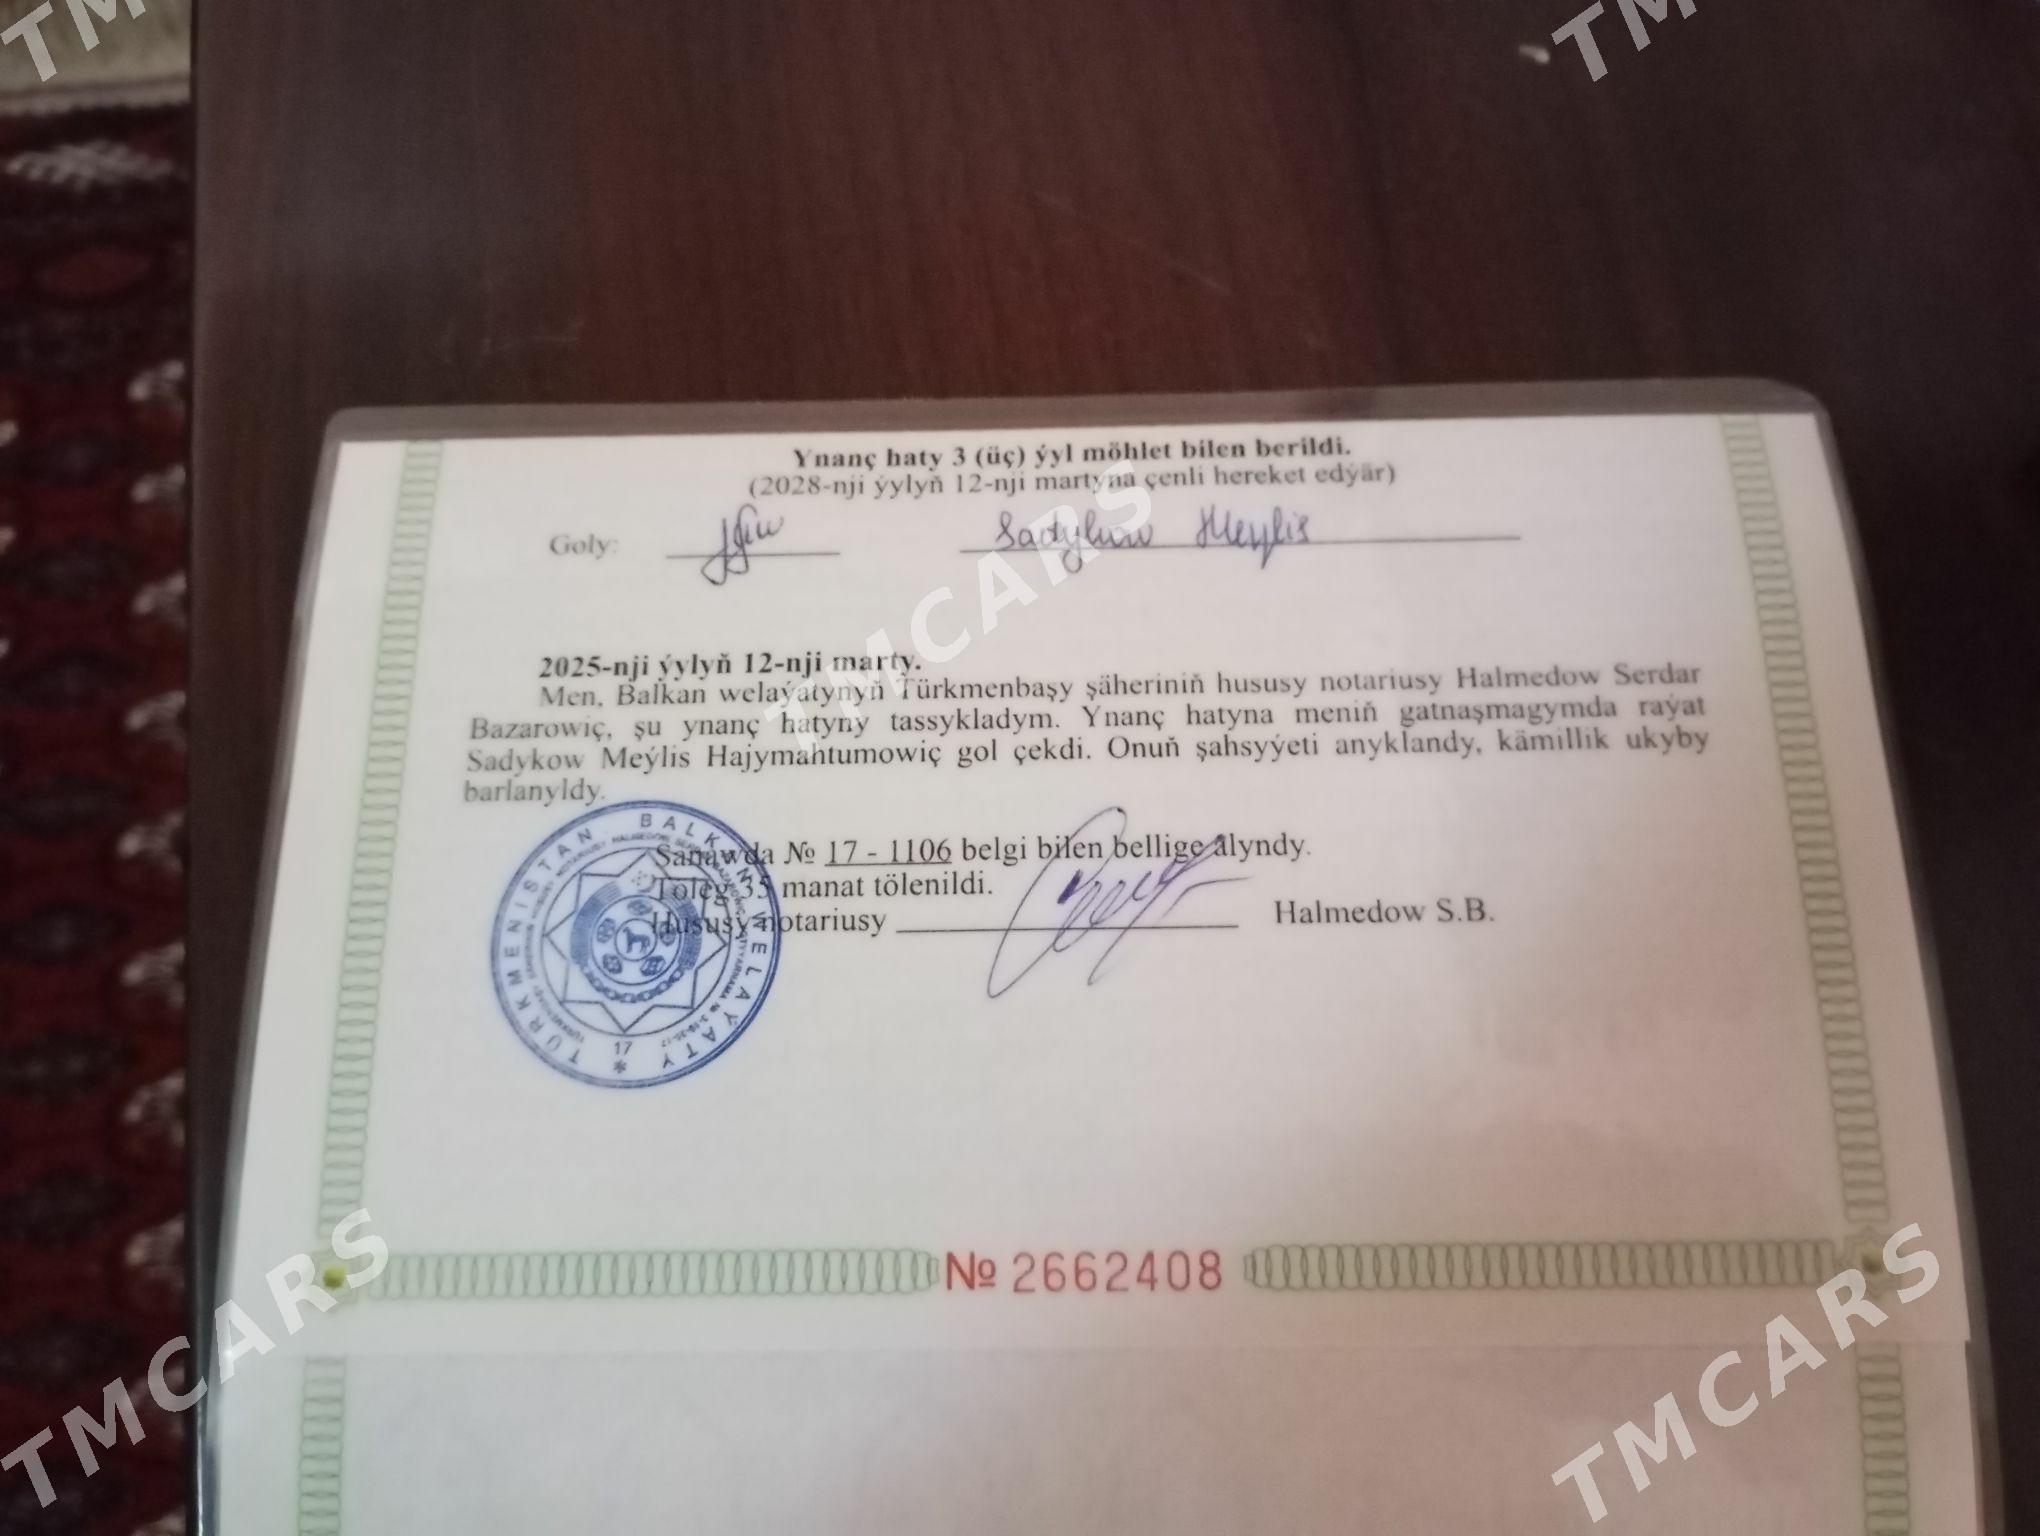 Ynanç haty 3 (üç) ýyl möhlet bilen berildi.
(2028-nji ýylyň 12-nji martyna çenli hereket edýär)
Goly: Sadykow Meylis
2025-nji ýylyň 12-nji marty.
Men, Balkan welaýatynyň Türkmenbaşy şäheriniň hususy notariusy Halmedow Serdar
Bazarowiç, şu ynanç hatyny tassykladym. Ynanç hatyna meniň gatnaşmagymda raýat
Sadykow Meýlis Hajymahtumowiç gol çekdi. Onuň şahsyýeti anyklandy, kämillik ukyby
barlanyldy.
Sanawda № 17 - 1106 belgi bilen bellige alyndy.
Töleg 35 manat tölenildi.
Hususy notariusy Halmedow S.B.
TÜRKMENISTAN BALKAN WELAÝATY
17
№ 2662408
TMCARS
TMCARS
TMCARS